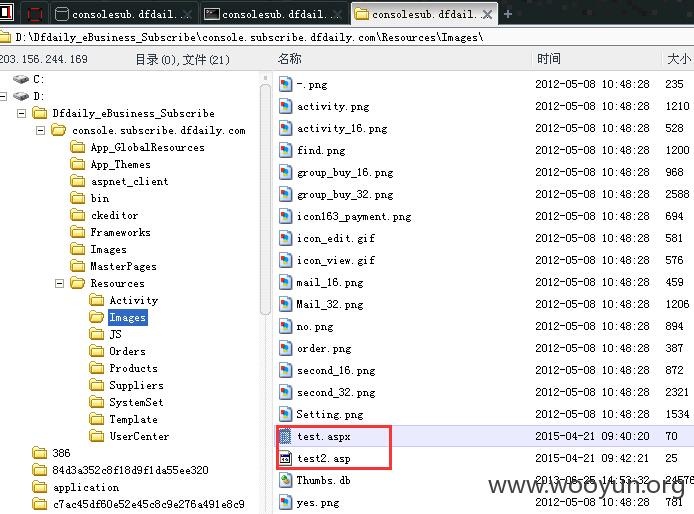 consolesub.dfdail.
consolesub.dfdail.
consolesub.dfdail.
D:\Dfdaily_eBusiness_Subscribe\console.subscribe.dfdaily.com\Resources\Images\
203.156.244.169 目录(0),文件(21) 名称 时间 大小
C:
D:
Dfdaily_eBusiness_Subscribe
console.subscribe.dfdaily.com
App_GlobalResources
App_Themes
aspnet_client
bin
ckeditor
Frameworks
Images
MasterPages
Resources
Activity
Images
JS
Orders
Products
Suppliers
SystemSet
Template
UserCenter
386
84d3a352c8f18d9f1daa55ee320
application
c7ac45df60e52e45c8c9e276a491e8c9
-.png 2012-05-08 10:48:28 235
activity.png 2012-05-08 10:48:28 1210
activity_16.png 2012-05-08 10:48:28 528
find.png 2012-05-08 10:48:28 1200
group_buy_16.png 2012-05-08 10:48:28 968
group_buy_32.png 2012-05-08 10:48:28 2588
icon163_payment.png 2012-05-08 10:48:28 694
icon_edit.gif 2012-05-08 10:48:28 586
icon_view.gif 2012-05-08 10:48:28 576
mail_16.png 2012-05-08 10:48:28 459
Mail_32.png 2012-05-08 10:48:28 1206
no.png 2012-05-08 10:48:28 894
order.png 2012-05-08 10:48:28 387
second_16.png 2012-05-08 10:48:28 872
second_32.png 2012-05-08 10:48:28 2321
Setting.png 2012-05-08 10:48:28 1534
test.aspx 2015-04-21 09:40:20 70
test2.asp 2015-04-21 09:42:21 25
Thumbs.db 2013-06-25 14:53:32 24576
yes.png 2012-05-08 10:48:28 781
www.wooyun.org